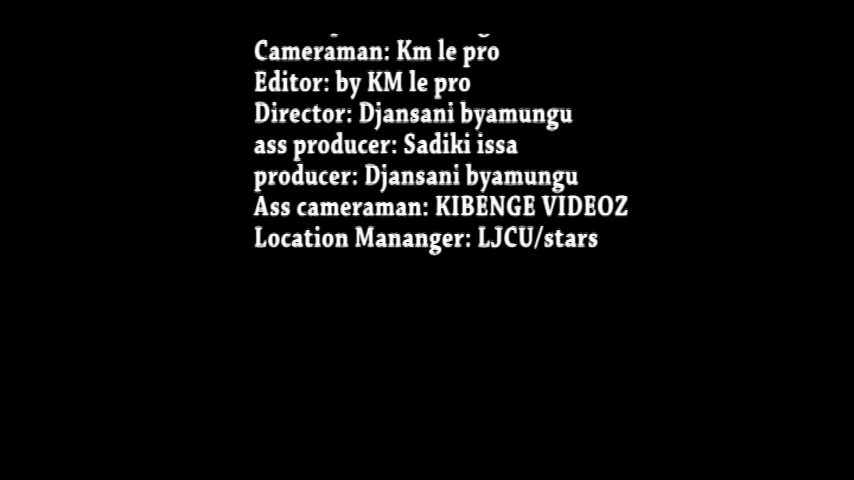 Cameraman: Km le pro
Editor: by KM le pro
Director: Djansani byamungu
ass producer: Sadiki issa
producer: Djansani byamungu
Ass cameraman: KIBENGE VIDEOZ
Location Mananger: LJCU/stars